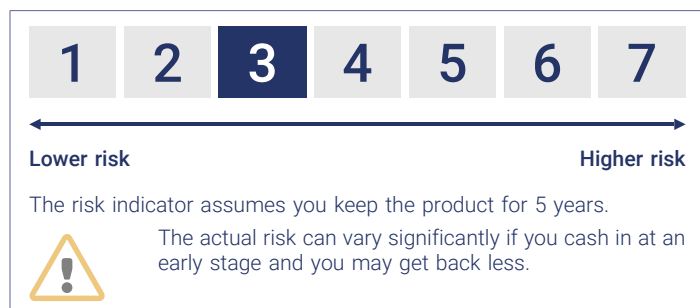 1 2 3 4 5 6 7
Lower risk Higher risk
The risk indicator assumes you keep the product for 5 years.
The actual risk can vary significantly if you cash in at an
early stage and you may get back less.